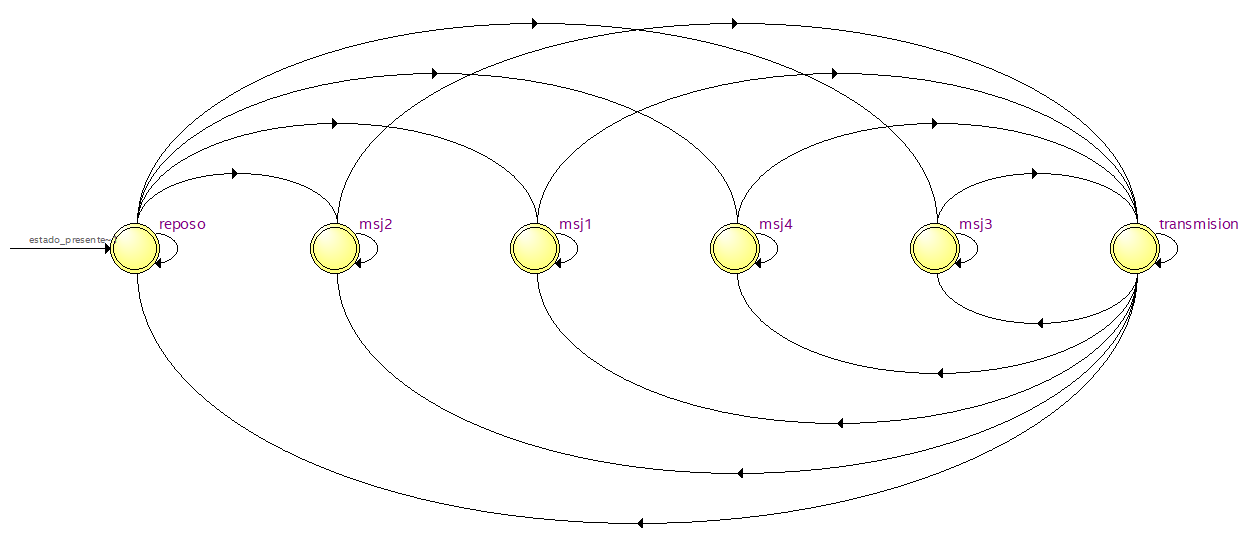 reposo
msj2
msj1
msj4
msj3
transmision
estado_presente~